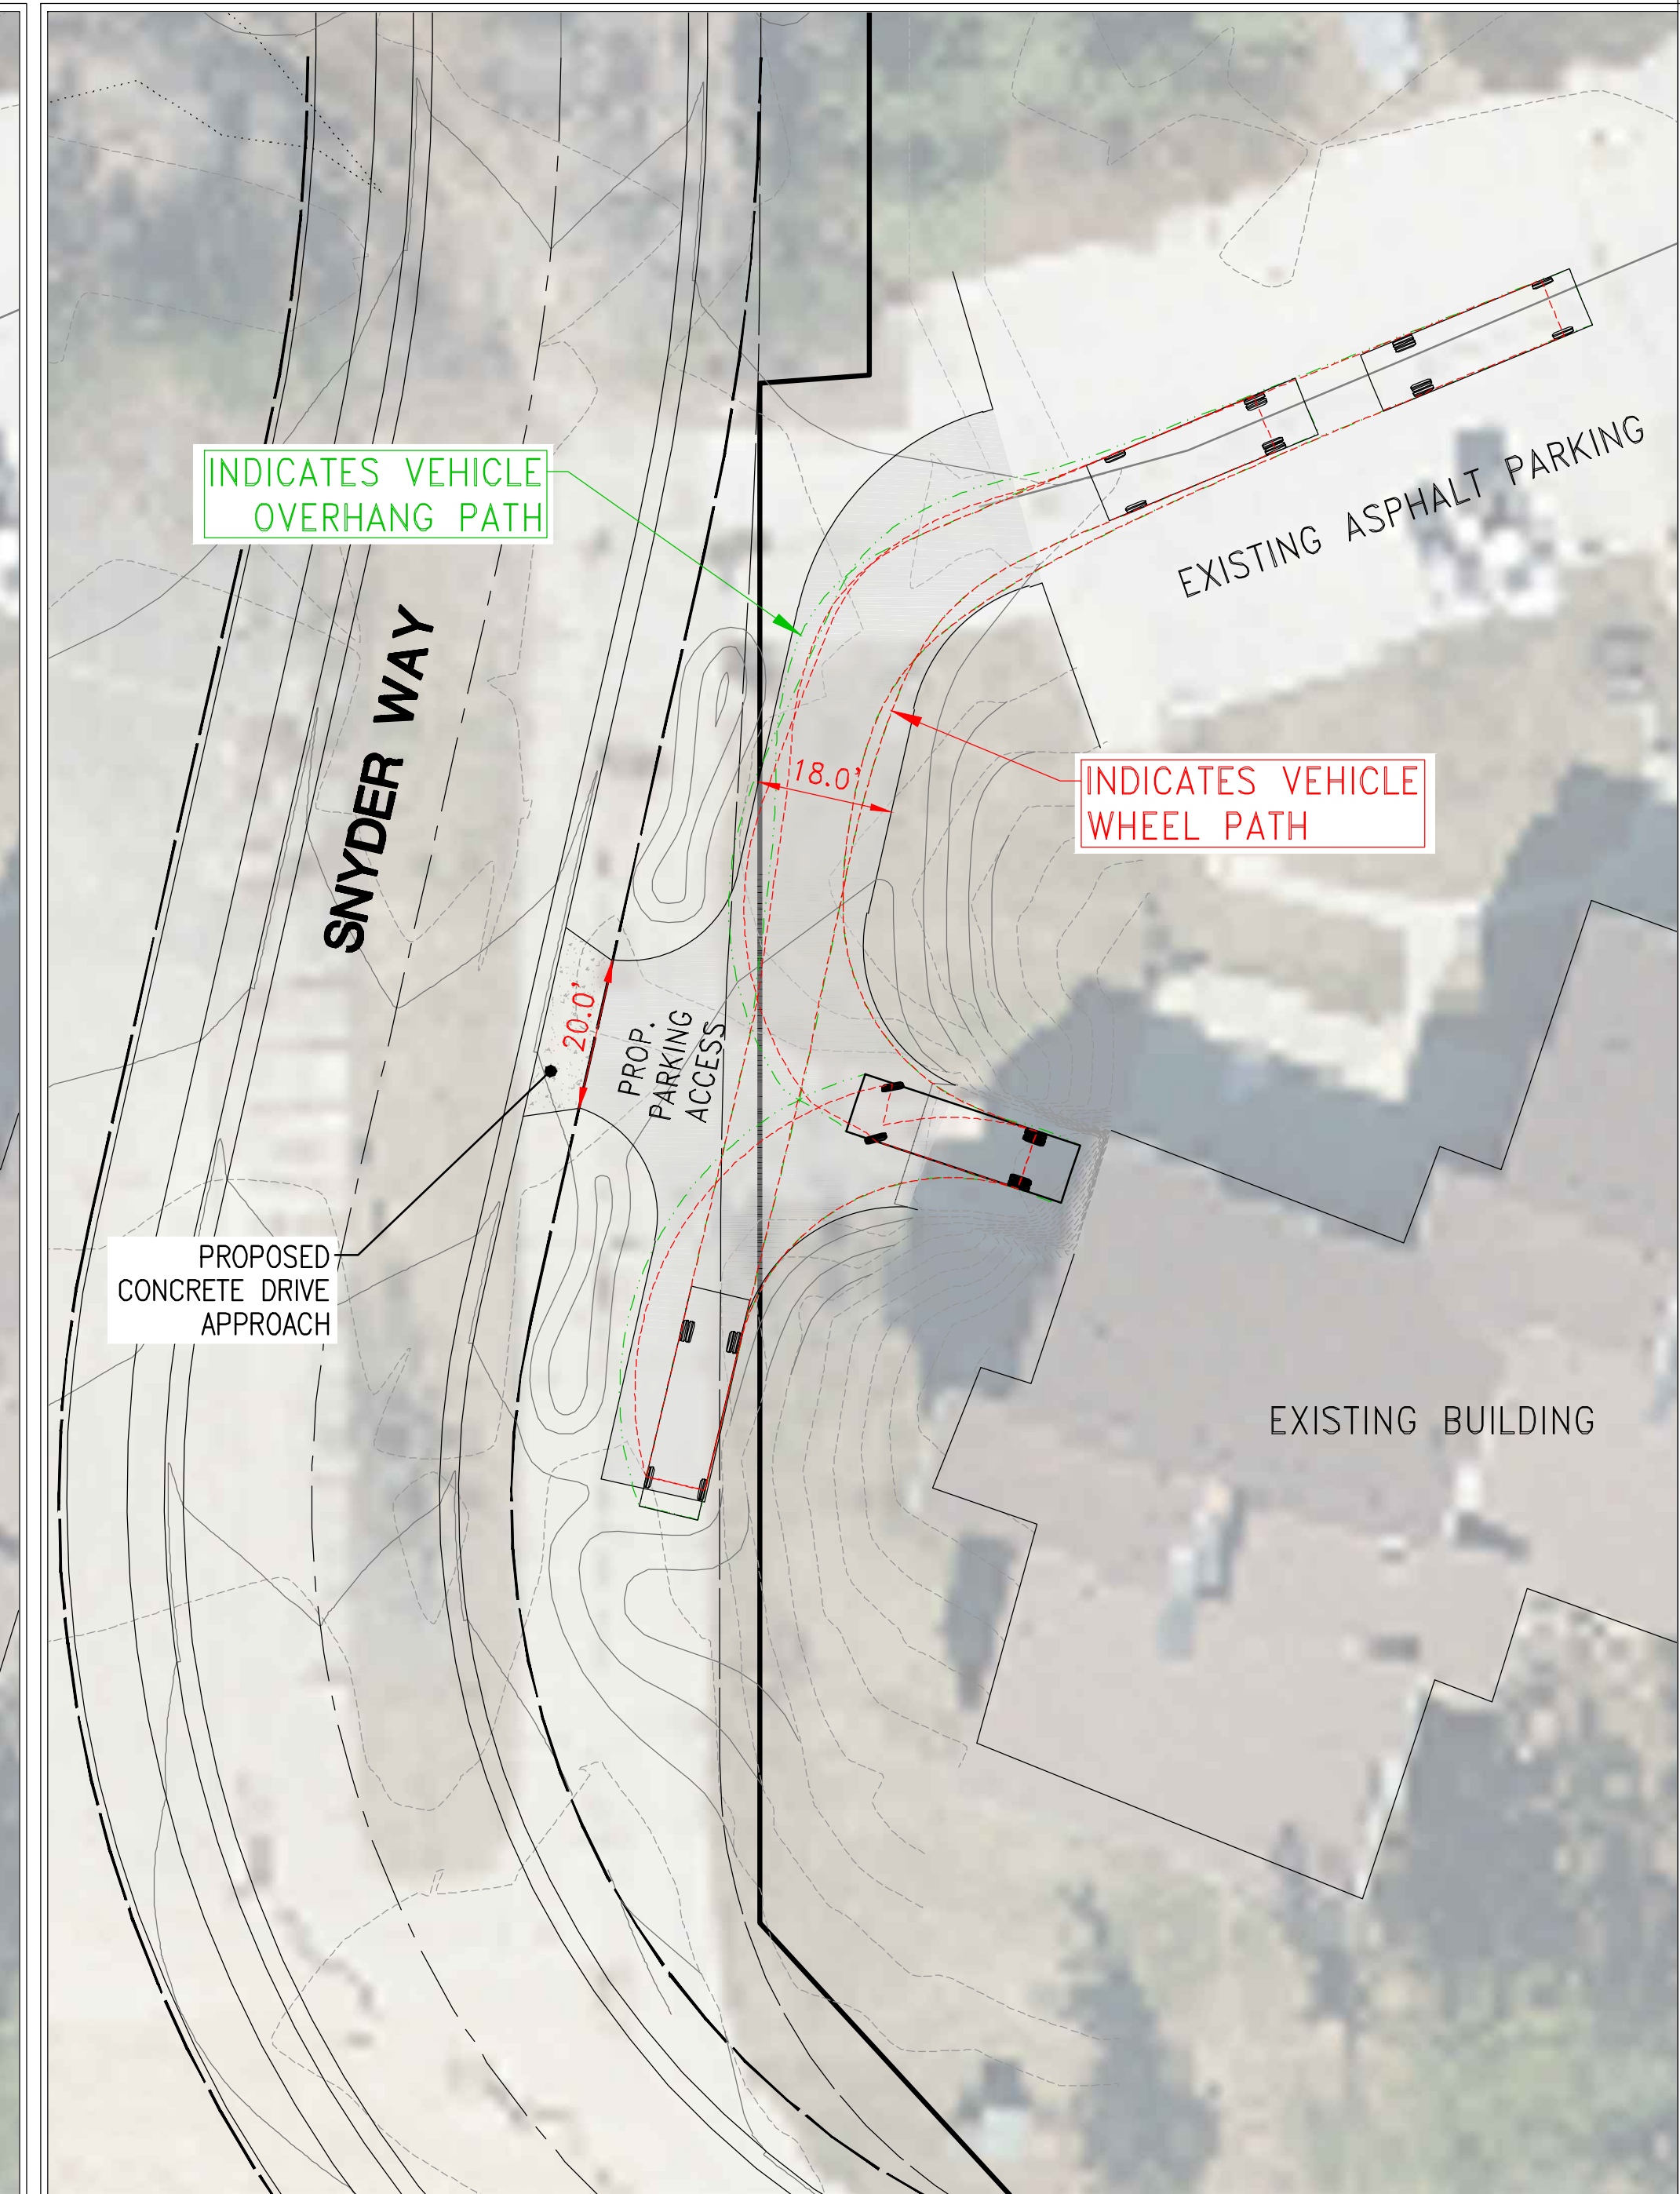 INDICATES VEHICLE
OVERHANG PATH
EXISTING ASPHALT PARKING
SNYDER WAY
18.0'
INDICATES VEHICLE
WHEEL PATH
20.0'
PROP.
PARKING
ACCESS
PROPOSED
CONCRETE DRIVE
APPROACH
EXISTING BUILDING